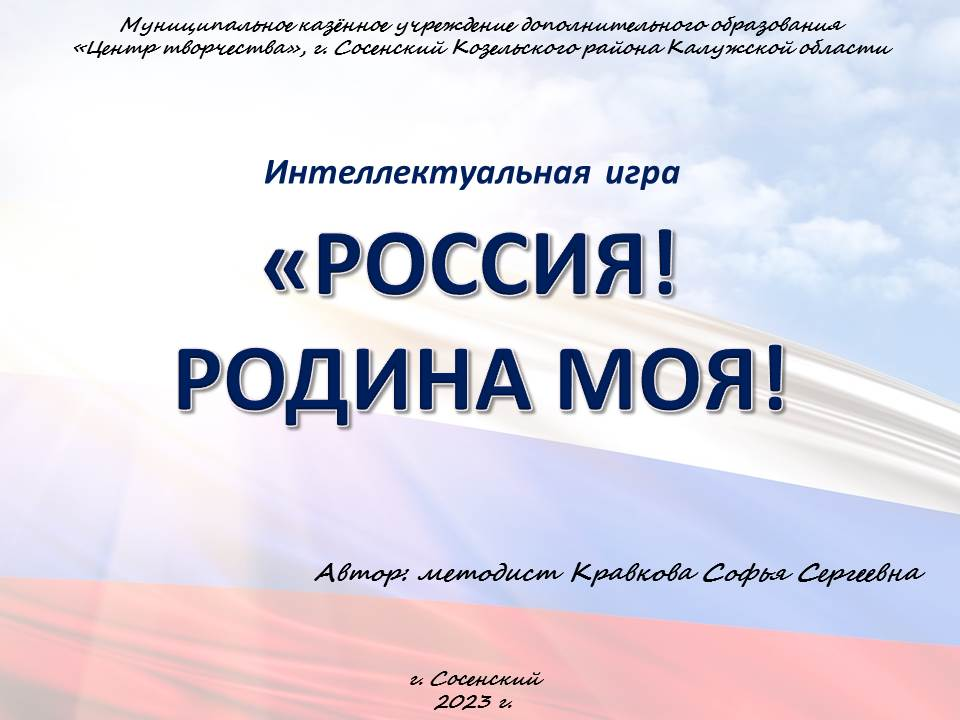 Муниципальное казённое учреждение дополнительного образования
«Центр творчества», г. Сосенский Козельского района Калужской области
Интеллектуальная игра
«РОССИЯ!
РОДИНА МОЯ!
Автор: методист Кравкова Софья Сергеевна
г. Сосенский
2023 г.